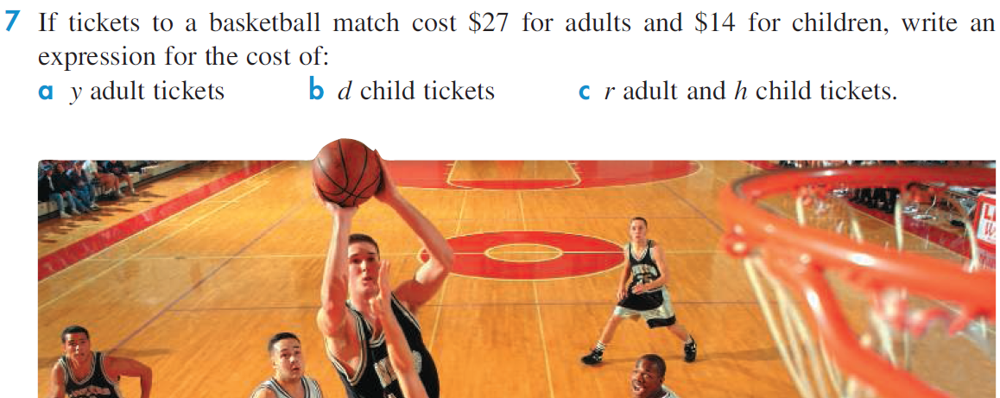 7 If tickets to a basketball match cost $27 for adults and $14 for children, write an
expression for the cost of:
a y adult tickets b d child tickets c r adult and h child tickets.